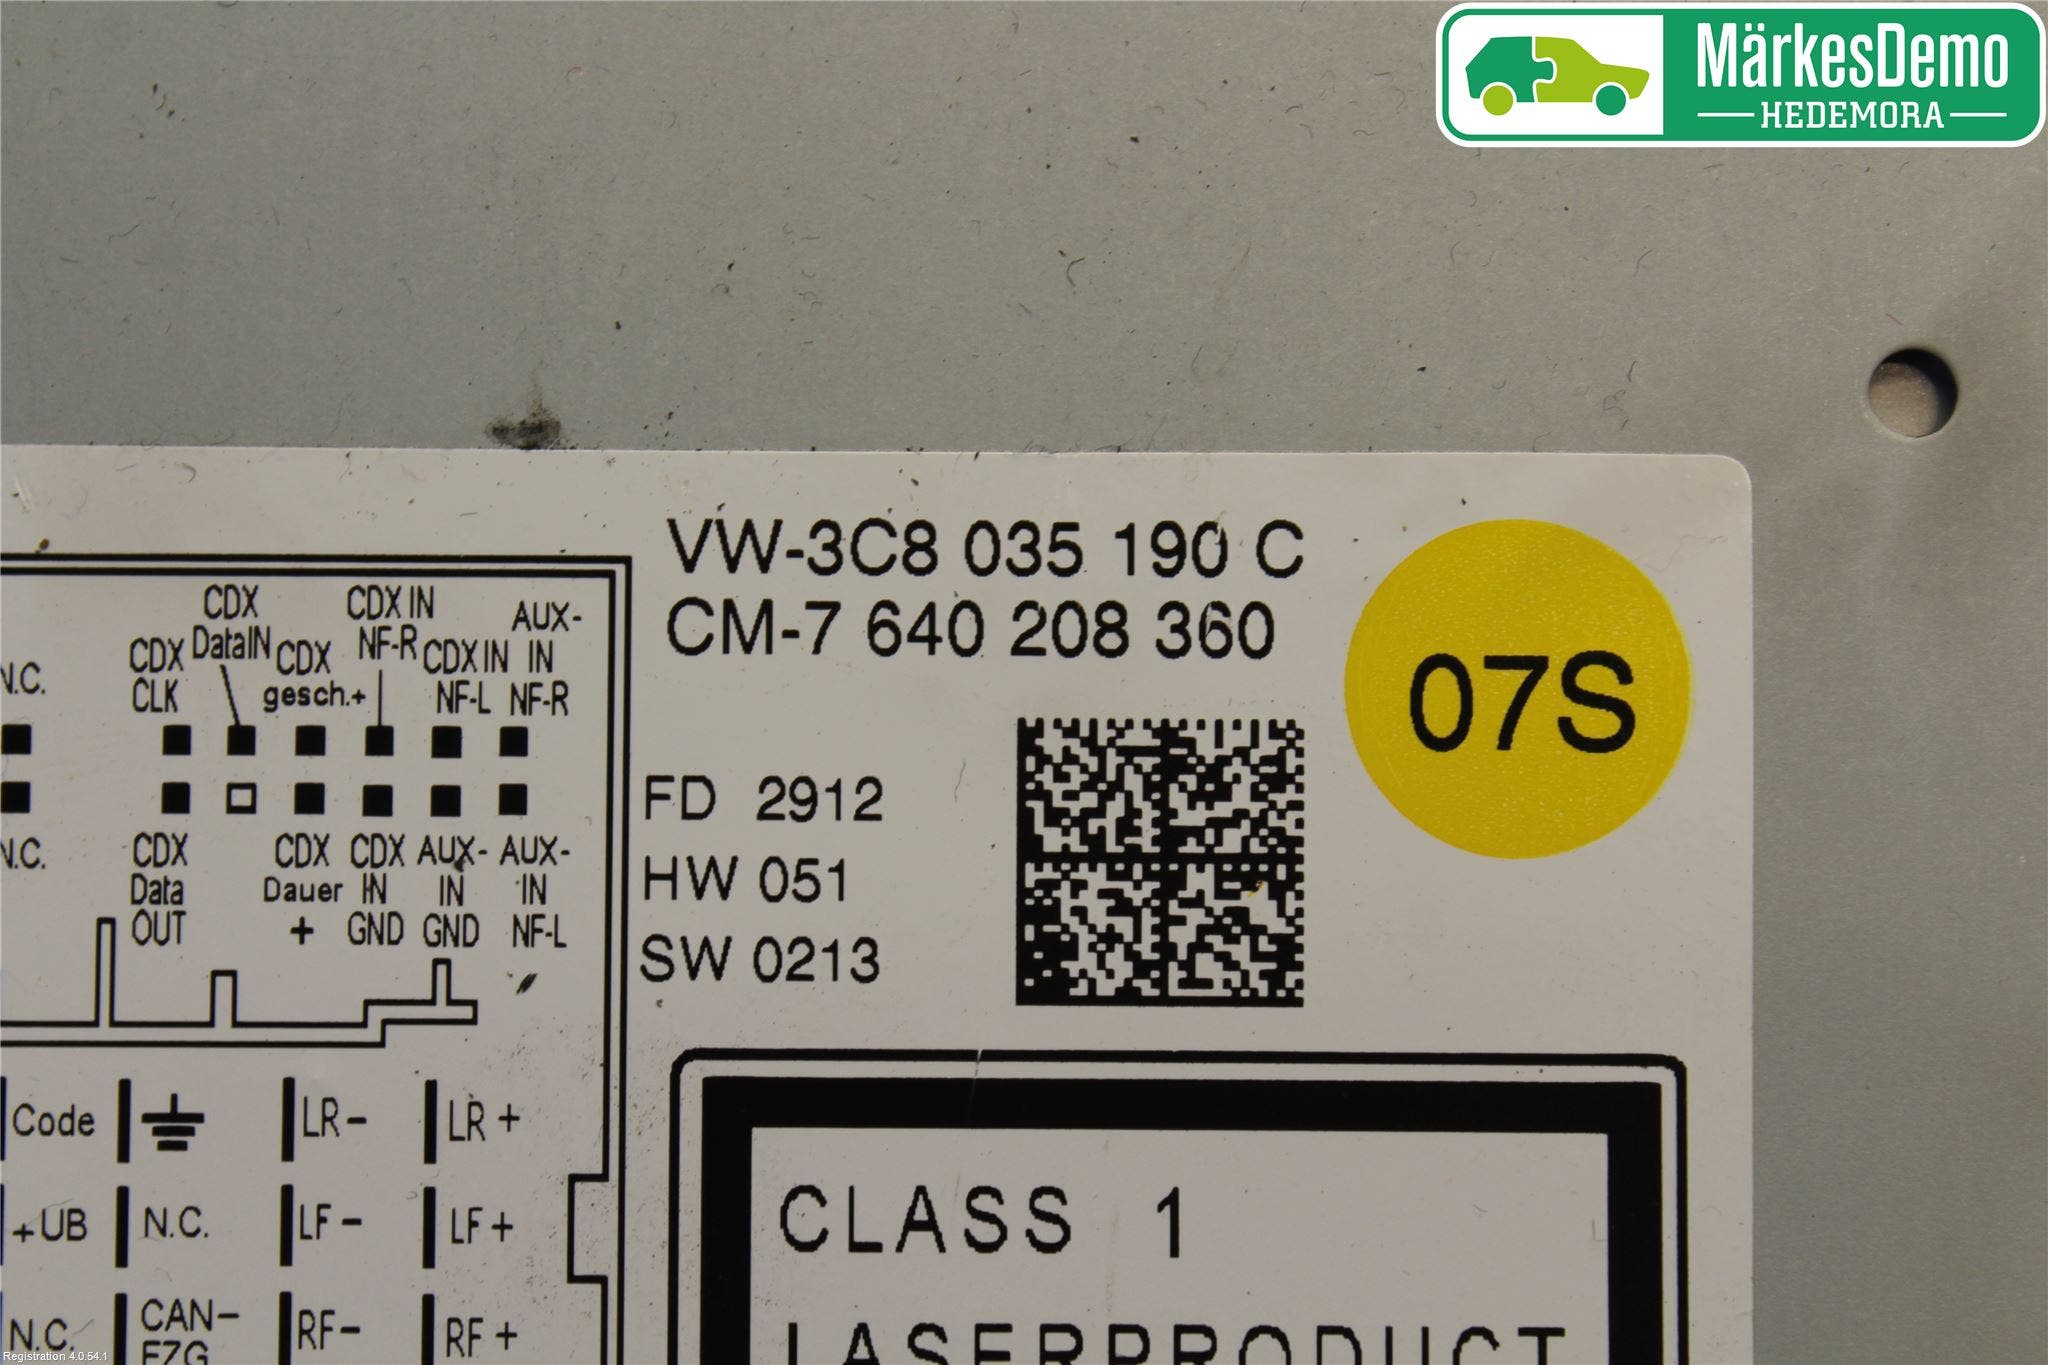 MärkesDemo
HEDEMORA
VW-3C8 035 190 C
CM-7 640 208 360
07S
FD 2912
HW 051
SW 0213
N.C.
CDX CLK
CDX DataIN
CDX gesch.+
CDX IN NF-R
CDX IN NF-L
AUX-IN NF-R
N.C.
CDX Data OUT
CDX Dauer +
CDX IN GND
AUX-IN GND
AUX-IN NF-L
Code LR- LR+
+UB N.C. LF- LF+
N.C. CAN-FZG RF- RF+
CLASS 1
LASERPRODUCT
Registration 4.0.54.1